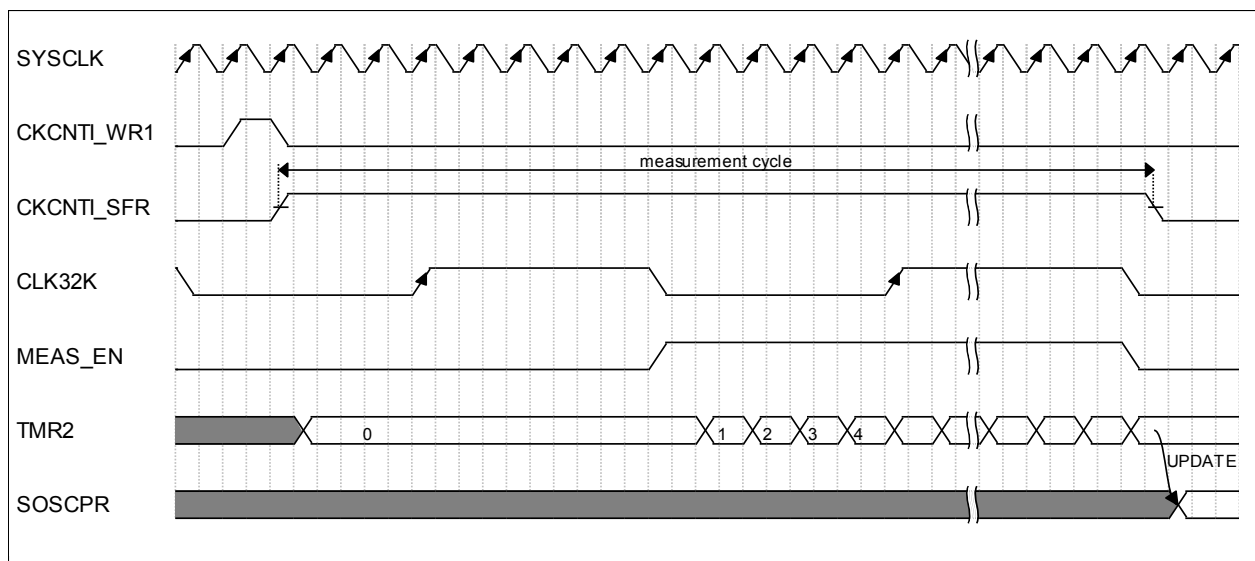 SYSCLK
CKCNTI_WR1
measurement cycle
CKCNTI_SFR
CLK32K
MEAS_EN
TMR2 0 1 2 3 4
UPDATE
SOSCPR